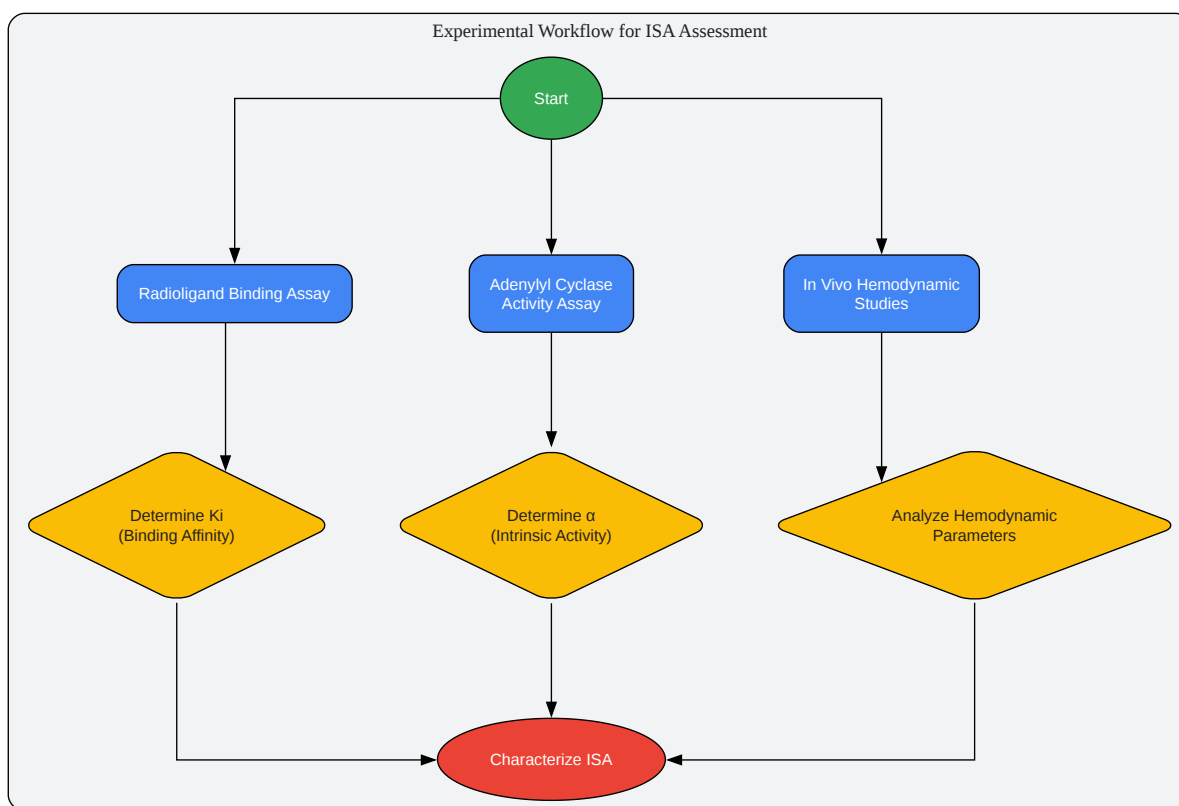 Experimental Workflow for ISA Assessment
Start
Radioligand Binding Assay
Adenylyl Cyclase
Activity Assay
In Vivo Hemodynamic
Studies
Determine Ki
(Binding Affinity)
Determine α
(Intrinsic Activity)
Analyze Hemodynamic
Parameters
Characterize ISA